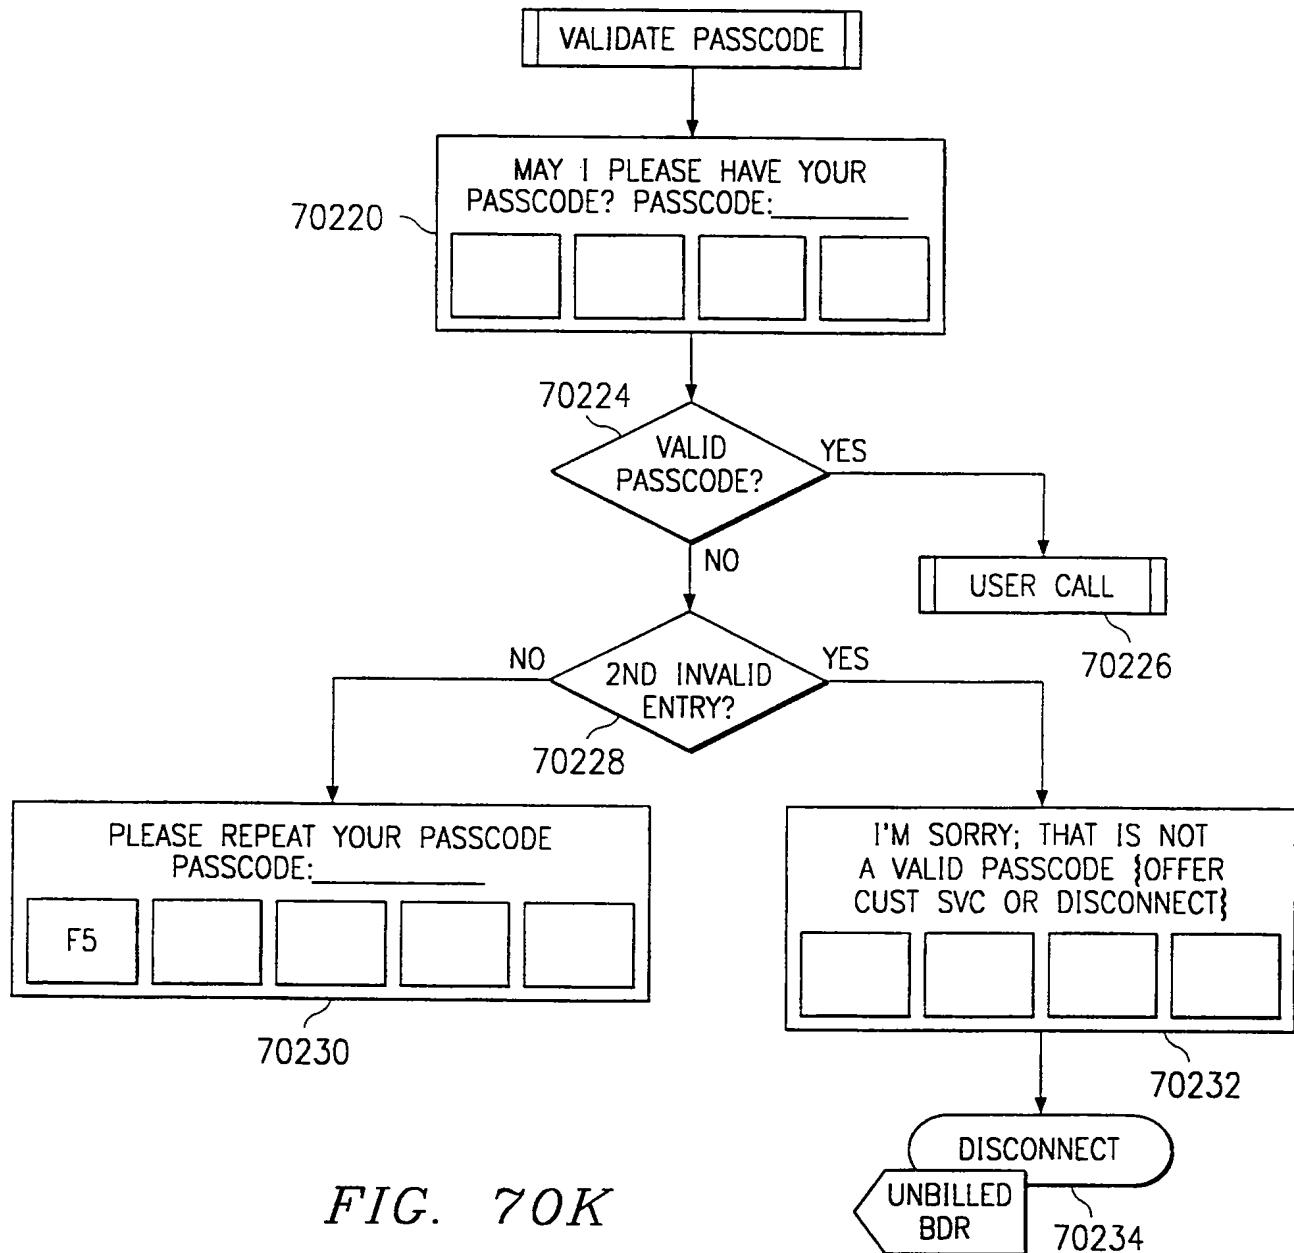 VALIDATE PASSCODE
MAY I PLEASE HAVE YOUR
PASSCODE? PASSCODE:_________
70220
70224
VALID
PASSCODE?
YES
NO
USER CALL
70226
NO
2ND INVALID
ENTRY?
YES
70228
PLEASE REPEAT YOUR PASSCODE
PASSCODE:___________
F5
70230
I'M SORRY; THAT IS NOT
A VALID PASSCODE {OFFER
CUST SVC OR DISCONNECT}
70232
DISCONNECT
UNBILLED
BDR
70234
FIG. 70K